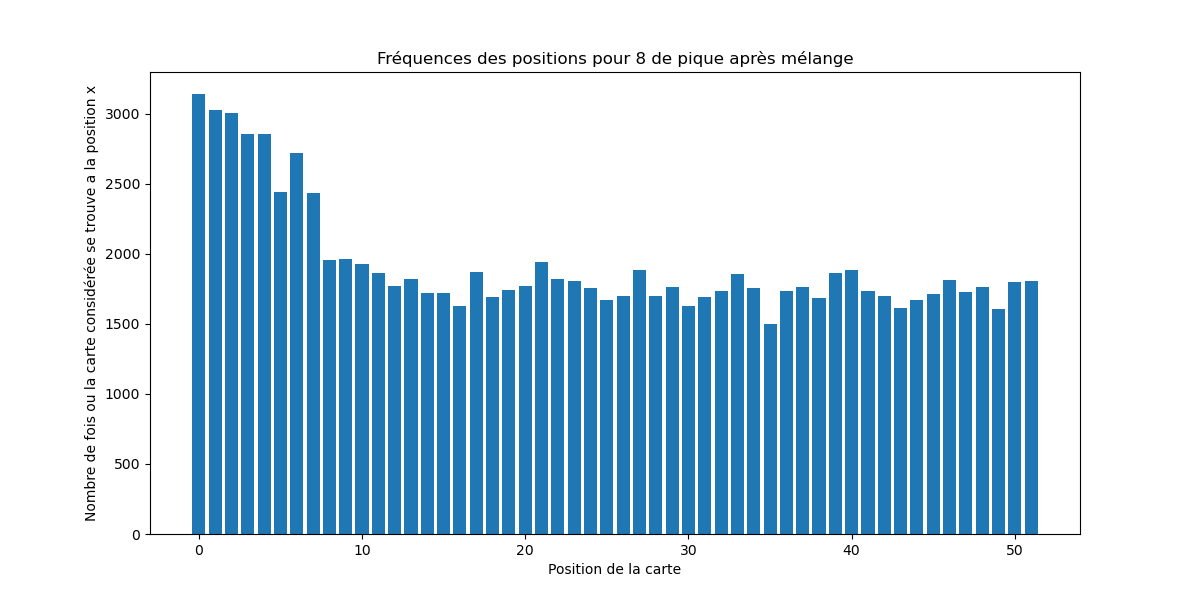 Fréquences des positions pour 8 de pique après mélange
Nombre de fois ou la carte considérée se trouve a la position x
3000
2500
2000
1500
1000
500
0
0 10 20 30 40 50
Position de la carte